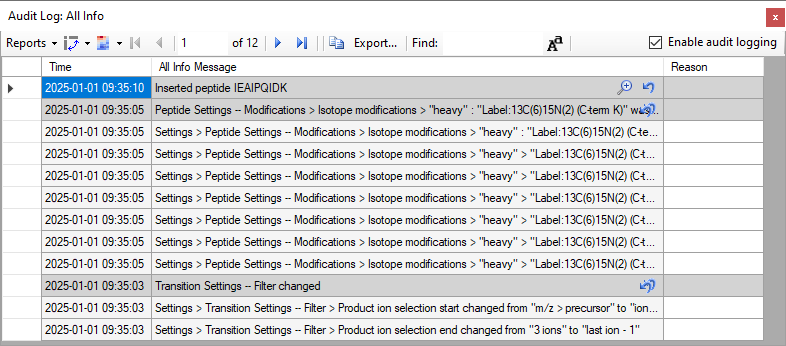 Audit Log: All Info
Reports 1 of 12 Export... Find: Enable audit logging
Time All Info Message Reason
2025-01-01 09:35:10 Inserted peptide IEAIPQIDK
2025-01-01 09:35:05 Peptide Settings -- Modifications > Isotope modifications > "heavy" : "Label:13C(6)15N(2) (C-term K)"
2025-01-01 09:35:05 Settings > Peptide Settings -- Modifications > Isotope modifications > "heavy" : "Label:13C(6)15N(2) (C-te...
2025-01-01 09:35:05 Settings > Peptide Settings -- Modifications > Isotope modifications > "heavy" > "Label:13C(6)15N(2) (C-t...
2025-01-01 09:35:05 Settings > Peptide Settings -- Modifications > Isotope modifications > "heavy" > "Label:13C(6)15N(2) (C-t...
2025-01-01 09:35:05 Settings > Peptide Settings -- Modifications > Isotope modifications > "heavy" > "Label:13C(6)15N(2) (C-t...
2025-01-01 09:35:05 Settings > Peptide Settings -- Modifications > Isotope modifications > "heavy" > "Label:13C(6)15N(2) (C-t...
2025-01-01 09:35:05 Settings > Peptide Settings -- Modifications > Isotope modifications > "heavy" > "Label:13C(6)15N(2) (C-t...
2025-01-01 09:35:05 Settings > Peptide Settings -- Modifications > Isotope modifications > "heavy" > "Label:13C(6)15N(2) (C-t...
2025-01-01 09:35:03 Transition Settings -- Filter changed
2025-01-01 09:35:03 Settings > Transition Settings -- Filter > Product ion selection start changed from "m/z > precursor" to "ion...
2025-01-01 09:35:03 Settings > Transition Settings -- Filter > Product ion selection end changed from "3 ions" to "last ion - 1"